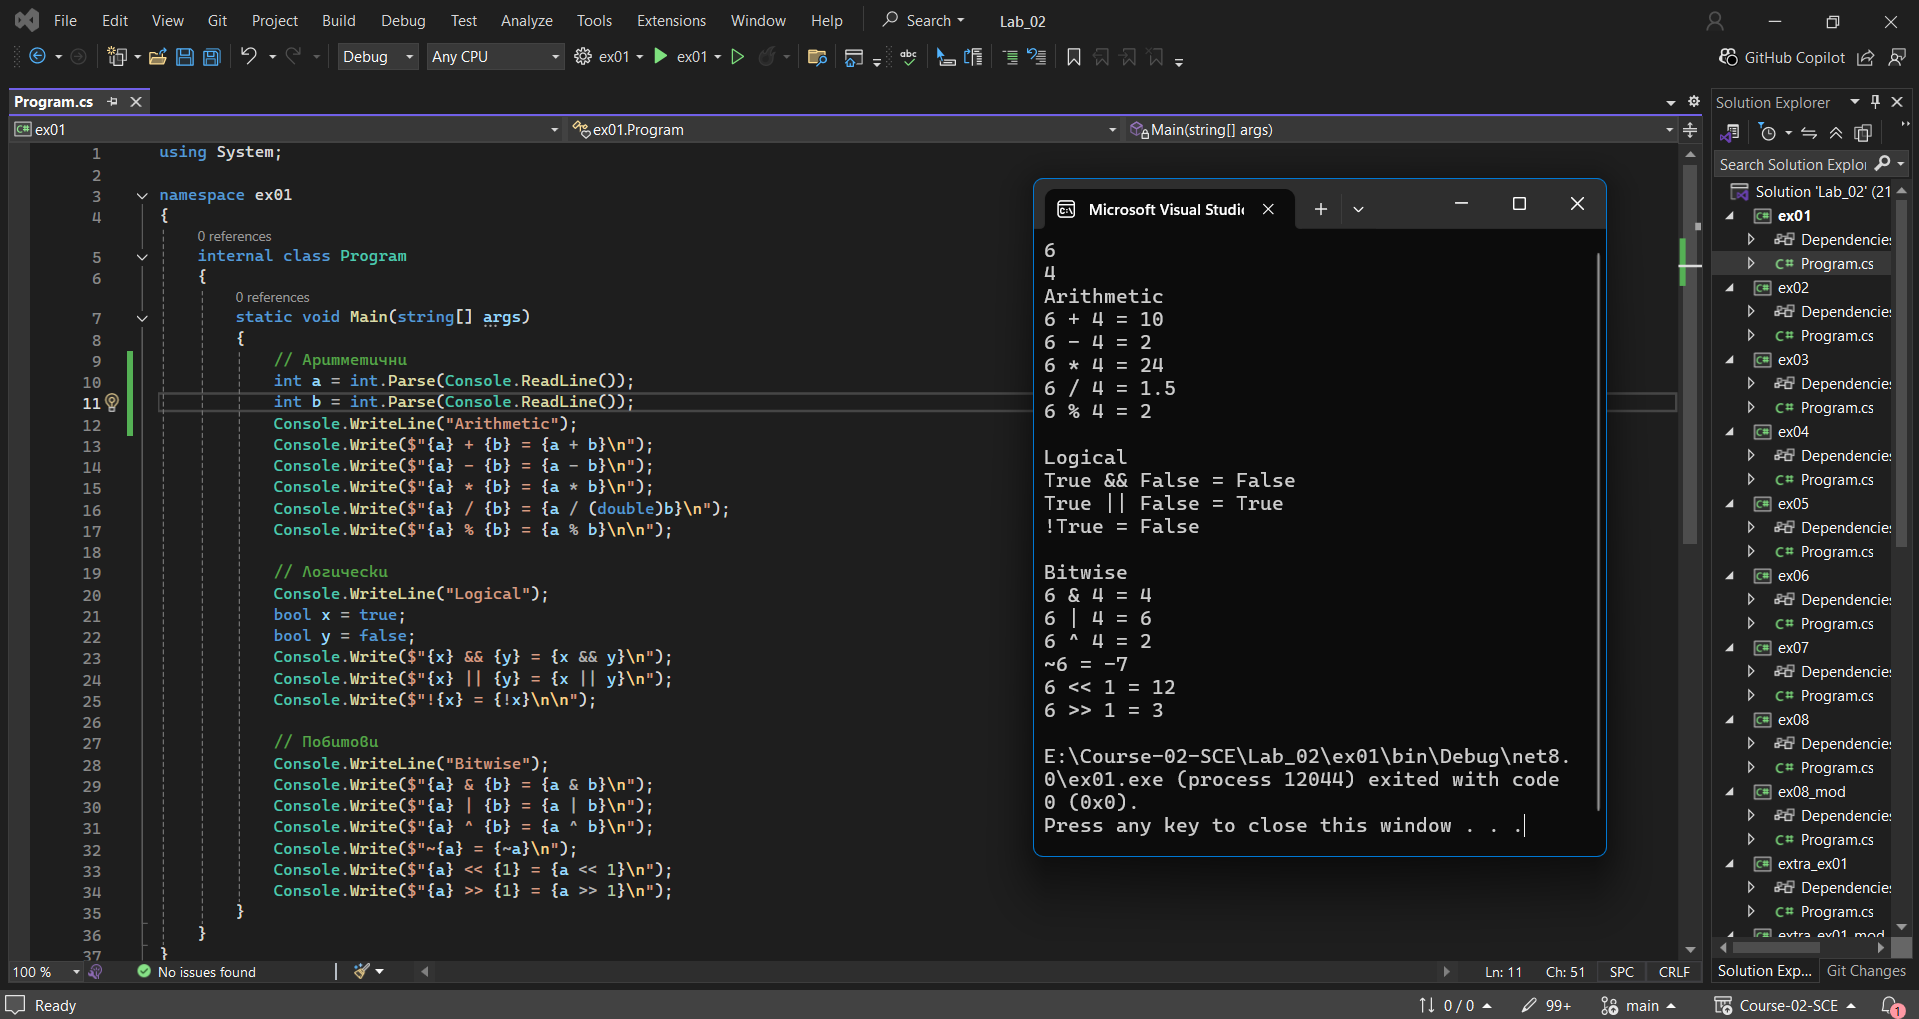 File Edit View Git Project Build Debug Test Analyze Tools Extensions Window Help Search Lab_02
Debug Any CPU ex01 ex01 abc GitHub Copilot
Program.cs
ex01 ex01.Program Main(string[] args)
1 using System;
2
3 namespace ex01
4 {
0 references
5 internal class Program
6 {
0 references
7 static void Main(string[] args)
8 {
9 // Аритметични
10 int a = int.Parse(Console.ReadLine());
11 int b = int.Parse(Console.ReadLine());
12 Console.WriteLine("Arithmetic");
13 Console.Write($"{a} + {b} = {a + b}\n");
14 Console.Write($"{a} - {b} = {a - b}\n");
15 Console.Write($"{a} * {b} = {a * b}\n");
16 Console.Write($"{a} / {b} = {a / (double)b}\n");
17 Console.Write($"{a} % {b} = {a % b}\n\n");
18
19 // Логически
20 Console.WriteLine("Logical");
21 bool x = true;
22 bool y = false;
23 Console.Write($"{x} && {y} = {x && y}\n");
24 Console.Write($"{x} || {y} = {x || y}\n");
25 Console.Write($"!{x} = {!x}\n\n");
26
27 // Побитови
28 Console.WriteLine("Bitwise");
29 Console.Write($"{a} & {b} = {a & b}\n");
30 Console.Write($"{a} | {b} = {a | b}\n");
31 Console.Write($"{a} ^ {b} = {a ^ b}\n");
32 Console.Write($"~{a} = {~a}\n");
33 Console.Write($"{a} << {1} = {a << 1}\n");
34 Console.Write($"{a} >> {1} = {a >> 1}\n");
35 }
36 }
37 }
Microsoft Visual Studi
6
4
Arithmetic
6 + 4 = 10
6 - 4 = 2
6 * 4 = 24
6 / 4 = 1.5
6 % 4 = 2
Logical
True && False = False
True || False = True
!True = False
Bitwise
6 & 4 = 4
6 | 4 = 6
6 ^ 4 = 2
~6 = -7
6 << 1 = 12
6 >> 1 = 3
E:\Course-02-SCE\Lab_02\ex01\bin\Debug\net8.
0\ex01.exe (process 12044) exited with code
0 (0x0).
Press any key to close this window . . .
Solution Explorer
Search Solution Explo
Solution 'Lab_02' (21
C# ex01
Dependencies
C# Program.cs
C# ex02
Dependencies
C# Program.cs
C# ex03
Dependencies
C# Program.cs
C# ex04
Dependencies
C# Program.cs
C# ex05
Dependencies
C# Program.cs
C# ex06
Dependencies
C# Program.cs
C# ex07
Dependencies
C# Program.cs
C# ex08
Dependencies
C# Program.cs
C# ex08_mod
Dependencies
C# Program.cs
C# extra_ex01
Dependencies
C# Program.cs
C# extra_ex01_mod
Solution Exp... Git Changes
100 % No issues found Ln: 11 Ch: 51 SPC CRLF
Ready 0 / 0 99+ main Course-02-SCE 1